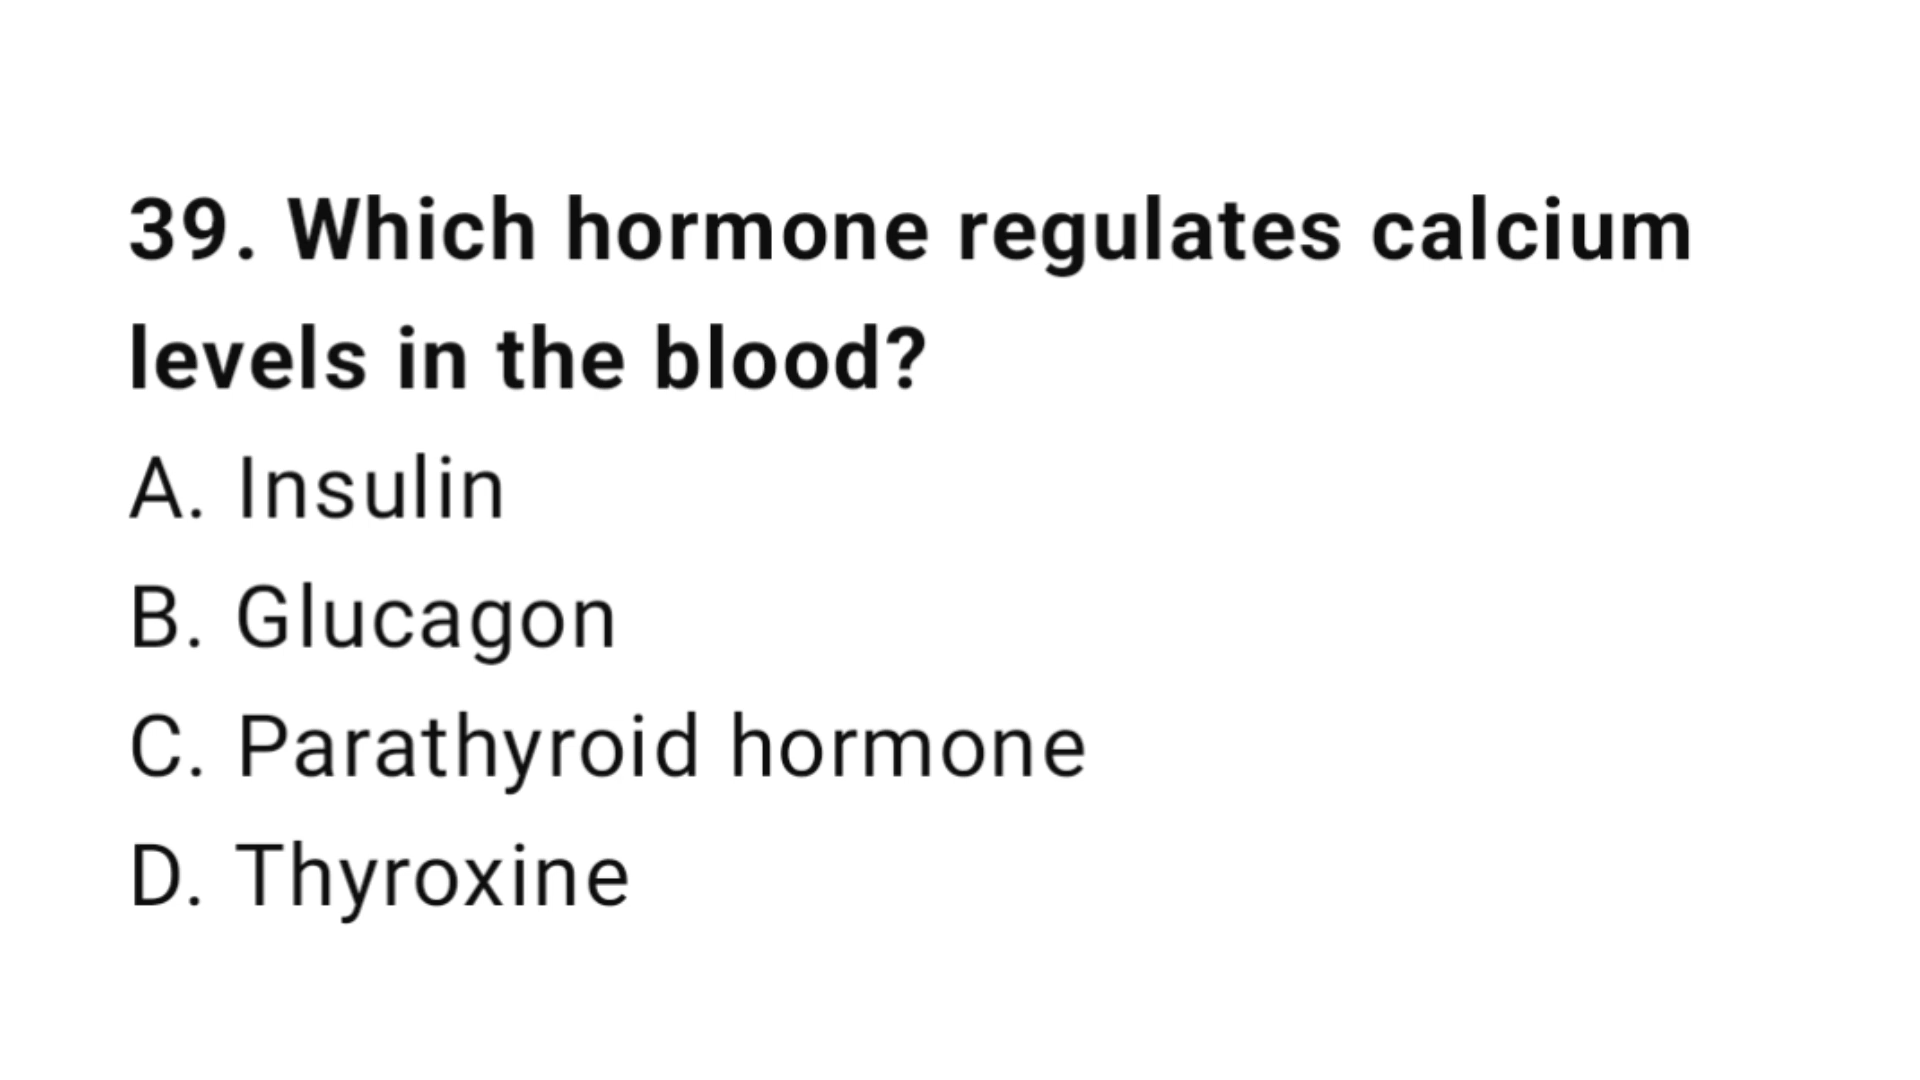 39. Which hormone regulates calcium
levels in the blood?
A. Insulin
B. Glucagon
C. Parathyroid hormone
D. Thyroxine